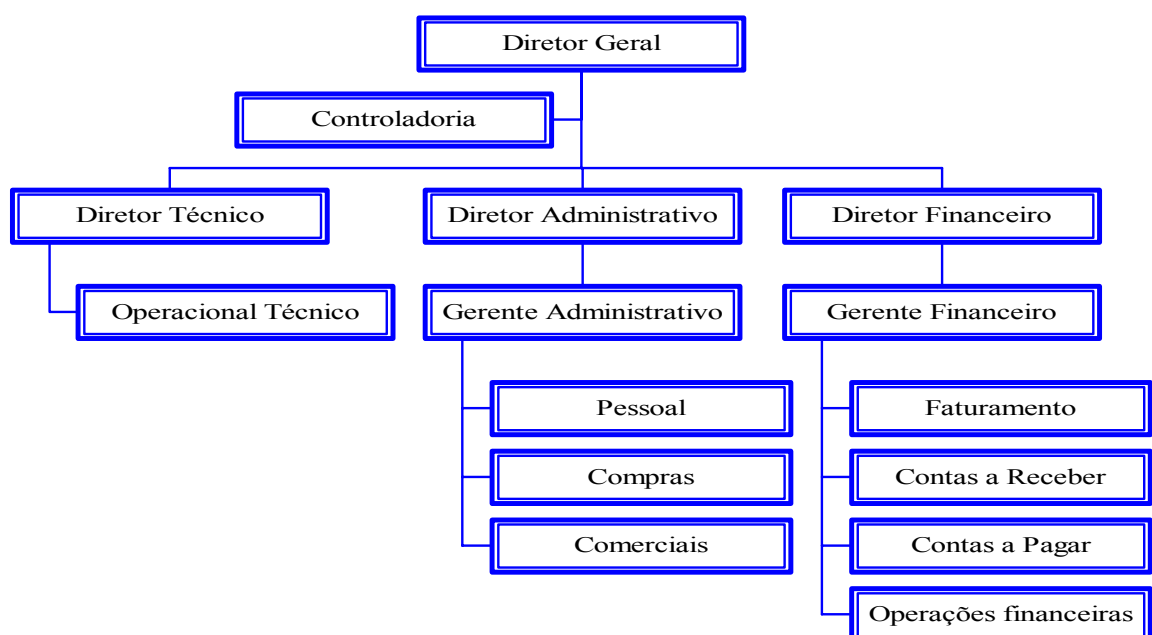 Diretor Geral
Controladoria
Diretor Técnico
Diretor Administrativo
Diretor Financeiro
Operacional Técnico
Gerente Administrativo
Gerente Financeiro
Pessoal
Faturamento
Compras
Contas a Receber
Comerciais
Contas a Pagar
Operações financeiras